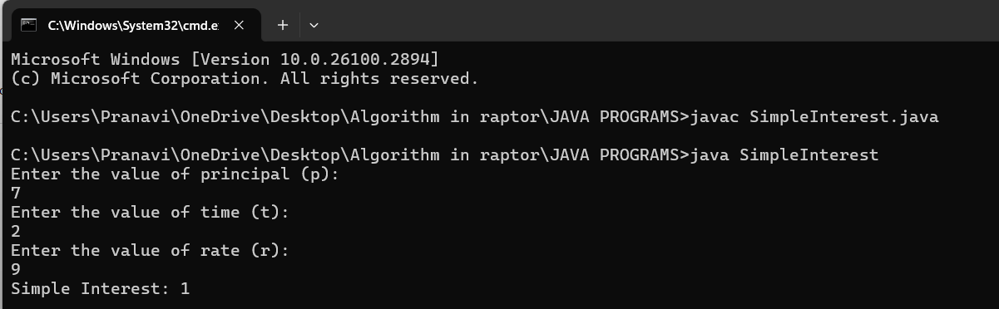 C:\Windows\System32\cmd.e
Microsoft Windows [Version 10.0.26100.2894]
(c) Microsoft Corporation. All rights reserved.
C:\Users\Pranavi\OneDrive\Desktop\Algorithm in raptor\JAVA PROGRAMS>javac SimpleInterest.java
C:\Users\Pranavi\OneDrive\Desktop\Algorithm in raptor\JAVA PROGRAMS>java SimpleInterest
Enter the value of principal (p):
7
Enter the value of time (t):
2
Enter the value of rate (r):
9
Simple Interest: 1